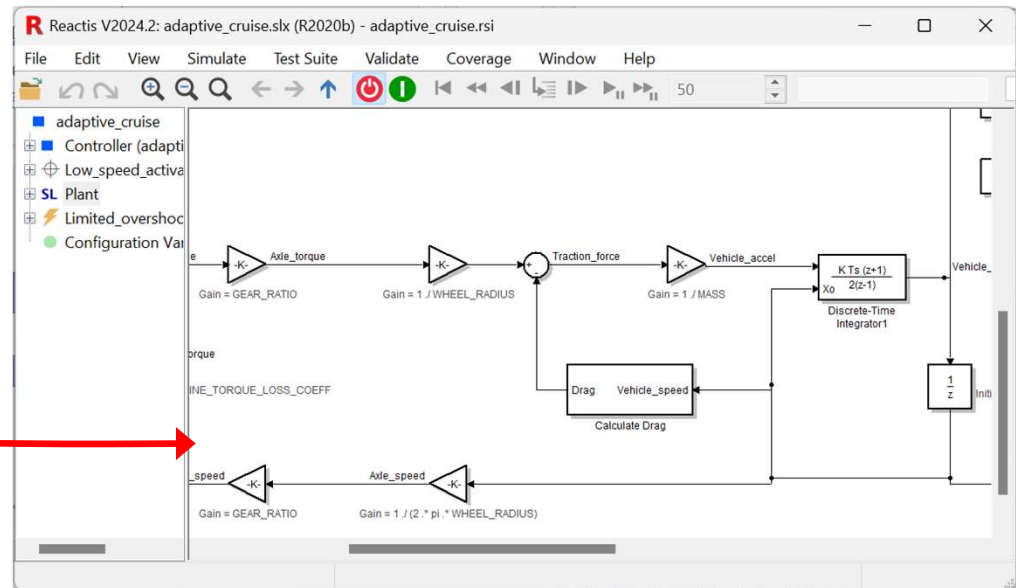 R Reactis V2024.2: adaptive_cruise.slx (R2020b) - adaptive_cruise.rsi
File Edit View Simulate Test Suite Validate Coverage Window Help
50
adaptive_cruise
Controller (adapti
Low_speed_activa
SL Plant
Limited_overshoo
Configuration Var
e
-K-
Axle_torque
Gain = GEAR_RATIO
-K-
Gain = 1 ./ WHEEL_RADIUS
+
-
Traction_force
-K-
Vehicle_accel
Gain = 1 ./ MASS
K Ts (z+1)
2(z-1)
Xo
Discrete-Time
Integrator1
Vehicle_
orque
INE_TORQUE_LOSS_COEFF
Drag Vehicle_speed
Calculate Drag
1
z
Initi
_speed
-K-
Gain = GEAR_RATIO
Axle_speed
-K-
Gain = 1 ./ (2 .* pi .* WHEEL_RADIUS)